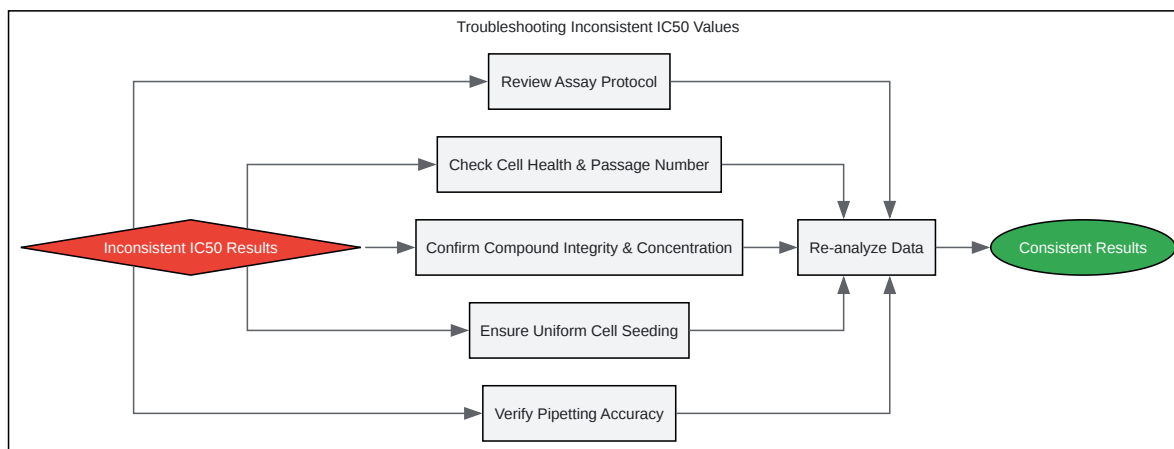 Troubleshooting Inconsistent IC50 Values
Review Assay Protocol
Check Cell Health & Passage Number
Inconsistent IC50 Results
Confirm Compound Integrity & Concentration
Re-analyze Data
Consistent Results
Ensure Uniform Cell Seeding
Verify Pipetting Accuracy